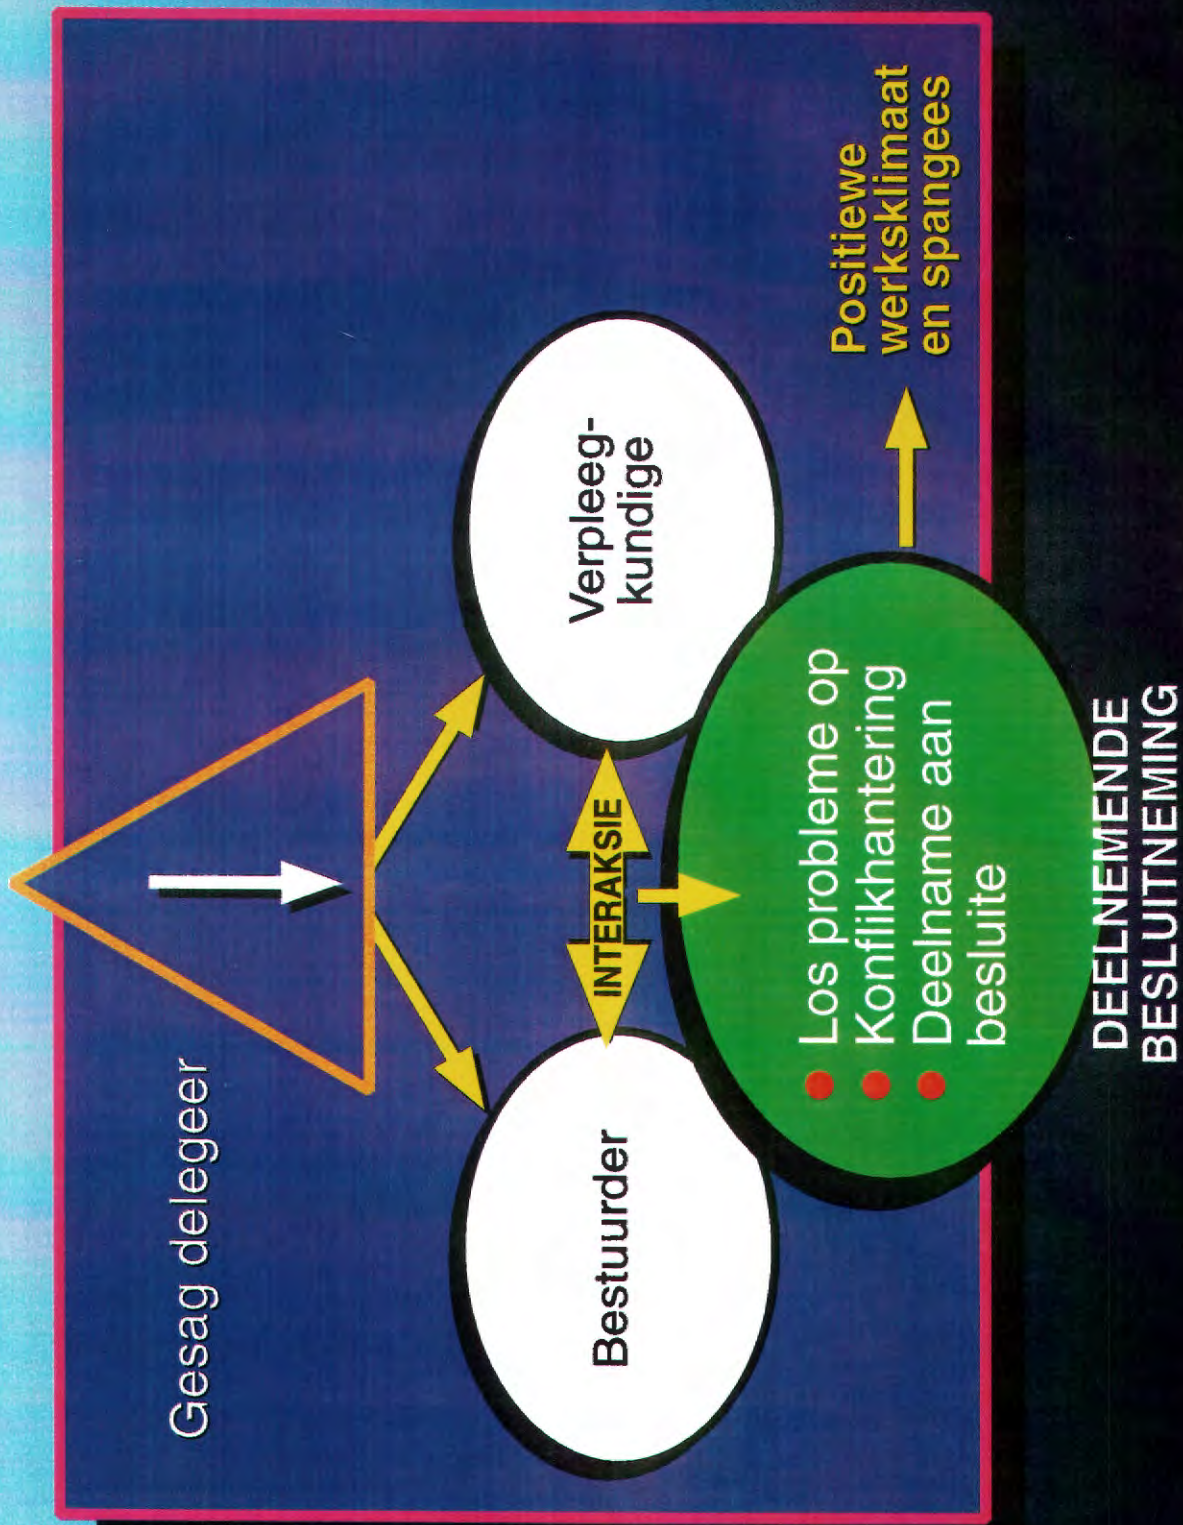 Gesag delegeer
Bestuurder
INTERAKSIE
Verpleeg-
kundige
Los probleme op
Konflikhantering
Deelname aan
besluite
Positiewe
werksklimaat
en spangees
DEELNEMENDE
BESLUITNEMING